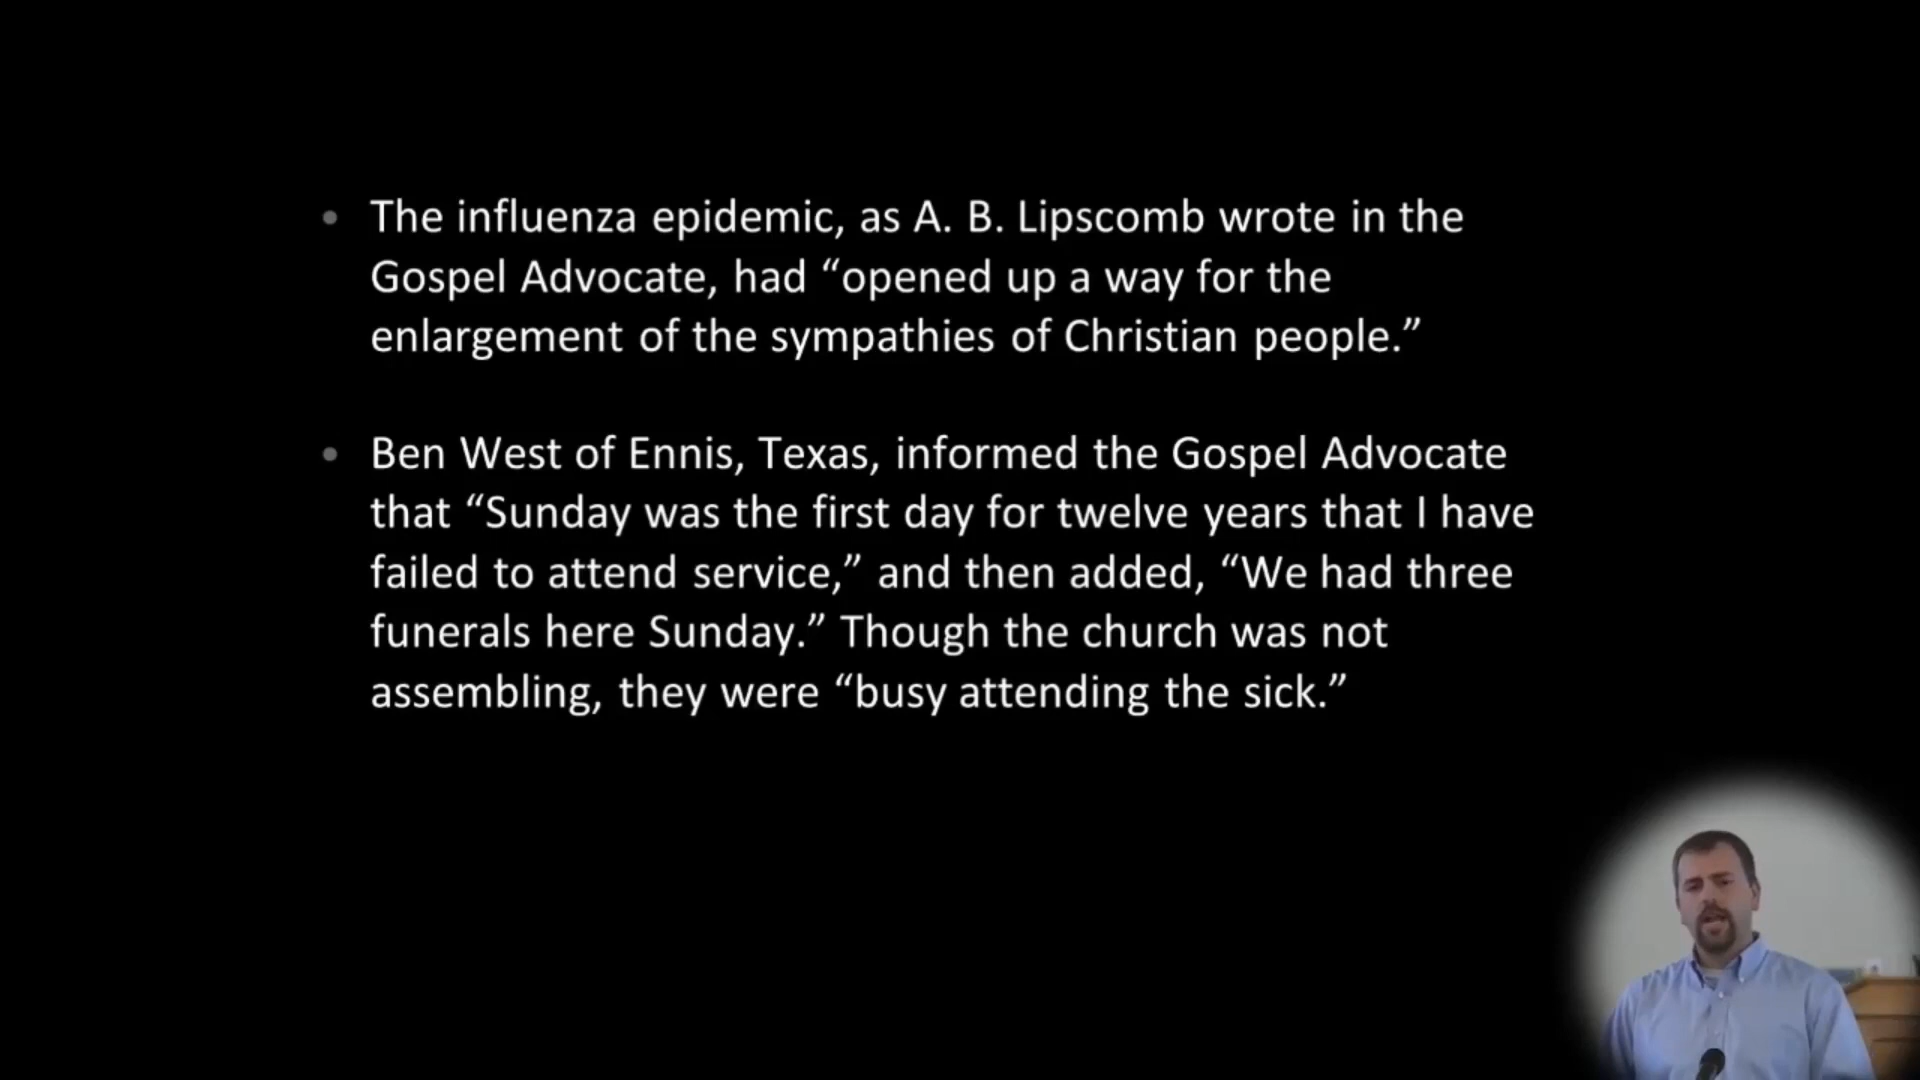 • The influenza epidemic, as A. B. Lipscomb wrote in the
Gospel Advocate, had “opened up a way for the
enlargement of the sympathies of Christian people.”
• Ben West of Ennis, Texas, informed the Gospel Advocate
that “Sunday was the first day for twelve years that I have
failed to attend service,” and then added, “We had three
funerals here Sunday.” Though the church was not
assembling, they were “busy attending the sick.”